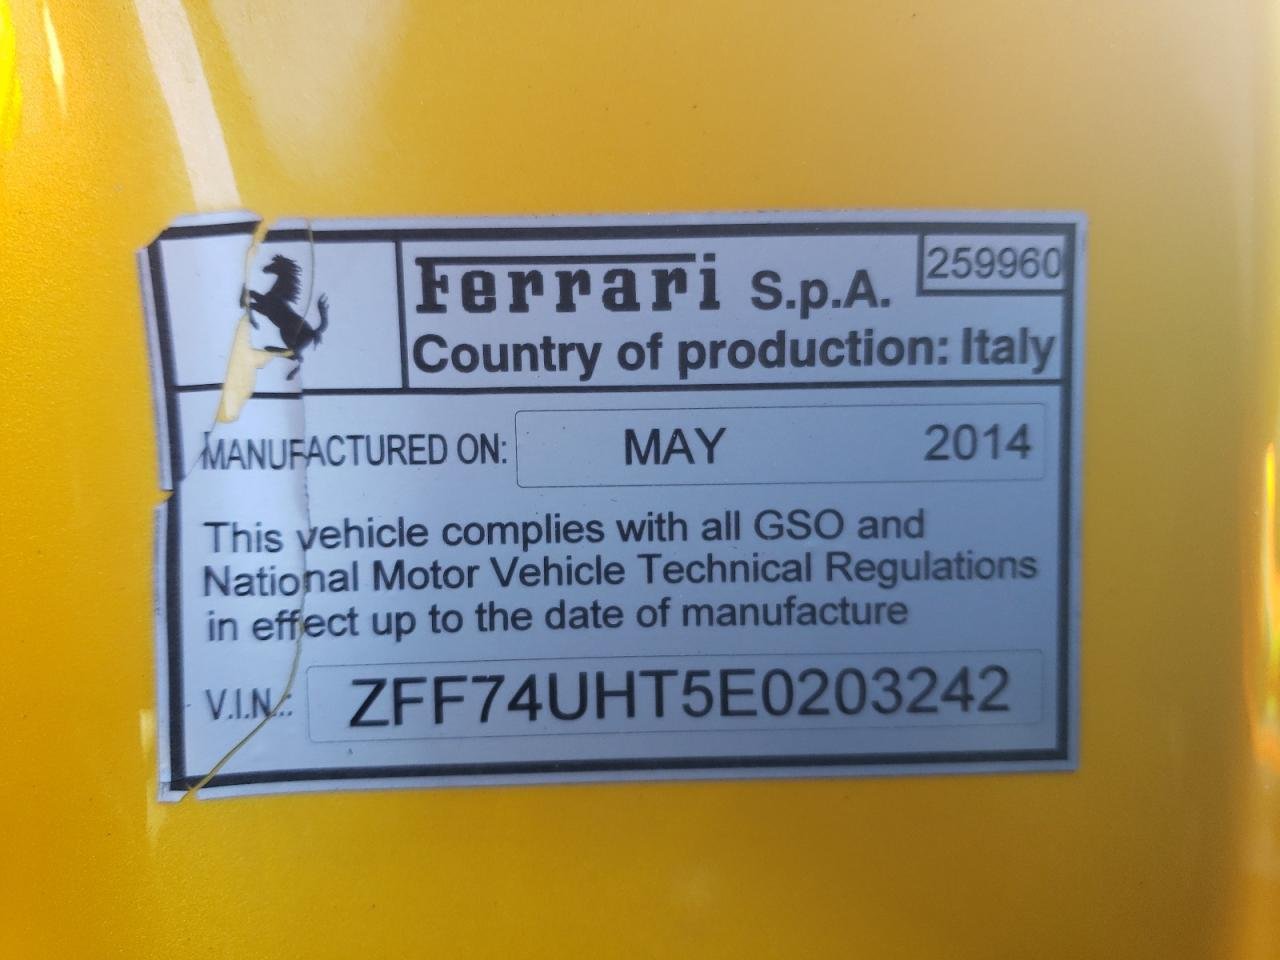 Ferrari S.p.A. 259960
Country of production: Italy
MANUFACTURED ON: MAY 2014
This vehicle complies with all GSO and
National Motor Vehicle Technical Regulations
in effect up to the date of manufacture
V.I.N..: ZFF74UHT5E0203242